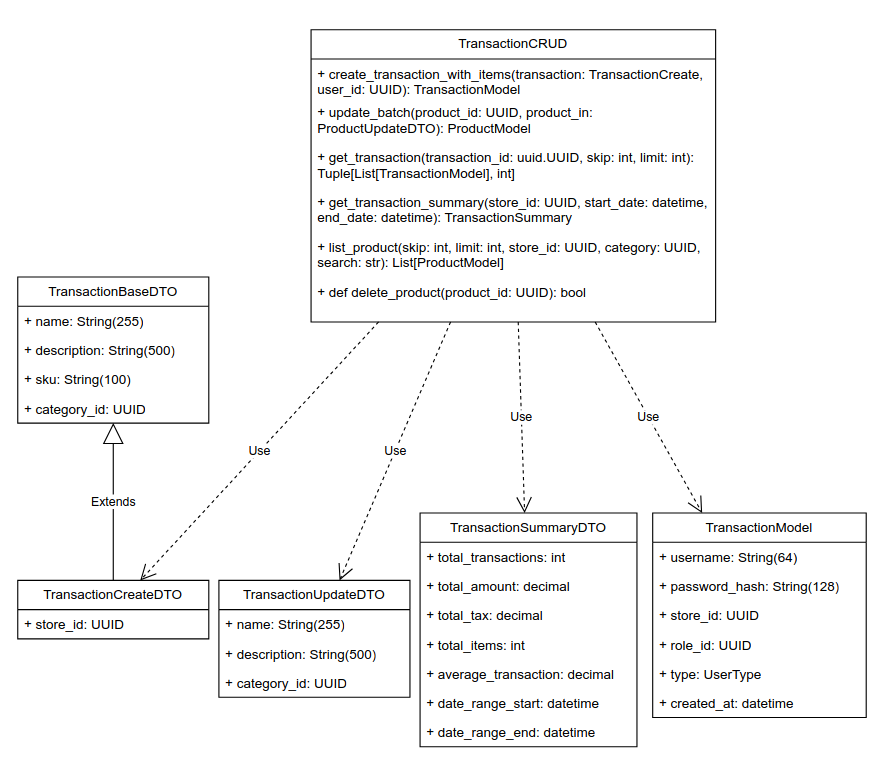 TransactionCRUD
+ create_transaction_with_items(transaction: TransactionCreate,
user_id: UUID): TransactionModel
+ update_batch(product_id: UUID, product_in:
ProductUpdateDTO): ProductModel
+ get_transaction(transaction_id: uuid.UUID, skip: int, limit: int):
Tuple[List[TransactionModel], int]
+ get_transaction_summary(store_id: UUID, start_date: datetime,
end_date: datetime): TransactionSummary
+ list_product(skip: int, limit: int, store_id: UUID, category: UUID,
search: str): List[ProductModel]
+ def delete_product(product_id: UUID): bool
TransactionBaseDTO
+ name: String(255)
+ description: String(500)
+ sku: String(100)
+ category_id: UUID
Extends
Use
Use
Use
Use
TransactionCreateDTO
+ store_id: UUID
TransactionUpdateDTO
+ name: String(255)
+ description: String(500)
+ category_id: UUID
TransactionSummaryDTO
+ total_transactions: int
+ total_amount: decimal
+ total_tax: decimal
+ total_items: int
+ average_transaction: decimal
+ date_range_start: datetime
+ date_range_end: datetime
TransactionModel
+ username: String(64)
+ password_hash: String(128)
+ store_id: UUID
+ role_id: UUID
+ type: UserType
+ created_at: datetime